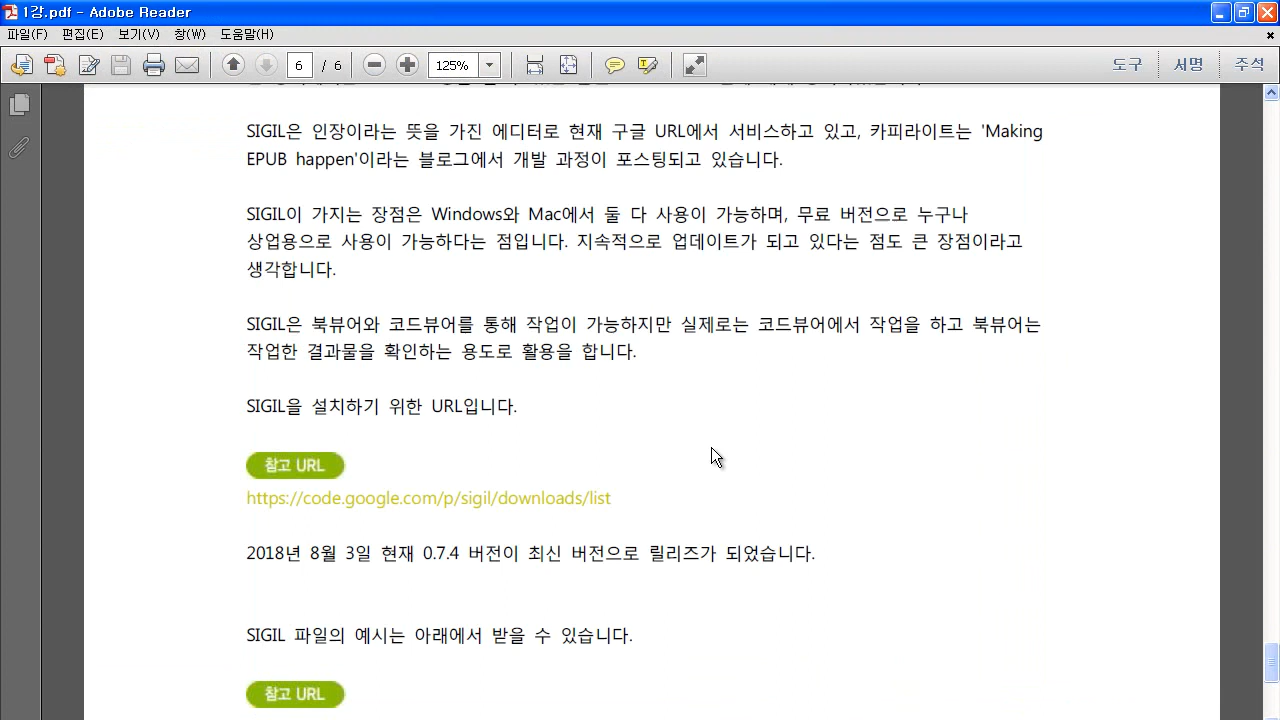 1강.pdf - Adobe Reader
파일(F) 편집(E) 보기(V) 창(W) 도움말(H)
6 / 6 125% 도구 서명 주석
SIGIL은 인장이라는 뜻을 가진 에디터로 현재 구글 URL에서 서비스하고 있고, 카피라이트는 'Making
EPUB happen'이라는 블로그에서 개발 과정이 포스팅되고 있습니다.
SIGIL이 가지는 장점은 Windows와 Mac에서 둘 다 사용이 가능하며, 무료 버전으로 누구나
상업용으로 사용이 가능하다는 점입니다. 지속적으로 업데이트가 되고 있다는 점도 큰 장점이라고
생각합니다.
SIGIL은 북뷰어와 코드뷰어를 통해 작업이 가능하지만 실제로는 코드뷰어에서 작업을 하고 북뷰어는
작업한 결과물을 확인하는 용도로 활용을 합니다.
SIGIL을 설치하기 위한 URL입니다.
참고 URL
https://code.google.com/p/sigil/downloads/list
2018년 8월 3일 현재 0.7.4 버전이 최신 버전으로 릴리즈가 되었습니다.
SIGIL 파일의 예시는 아래에서 받을 수 있습니다.
참고 URL